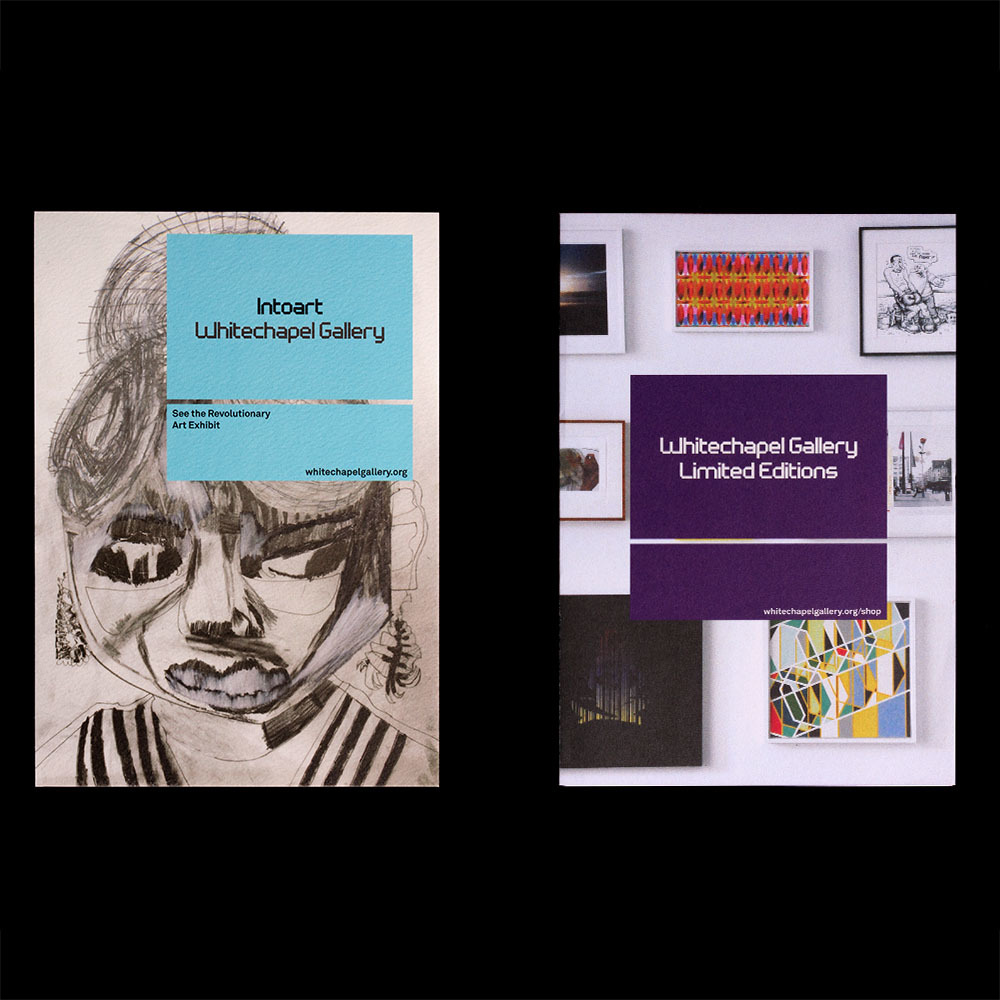 Intoart
Whitechapel Gallery
See the Revolutionary
Art Exhibit
whitechapelgallery.org
Whitechapel Gallery
Limited Editions
whitechapelgallery.org/shop